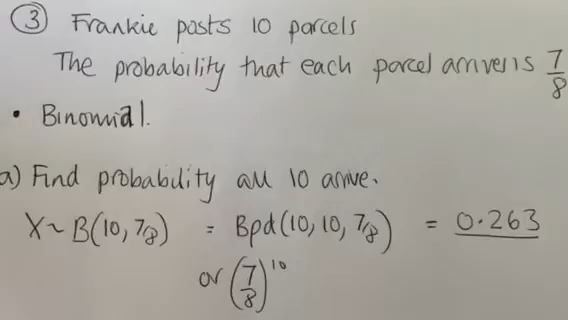 ③ Frankie posts 10 parcels
The probability that each parcel arrives is 7/8
• Binomial.
a) Find probability all 10 arrive.
X ~ B(10, 7/8) = Bpd(10, 10, 7/8) = 0.263
or (7/8)^10